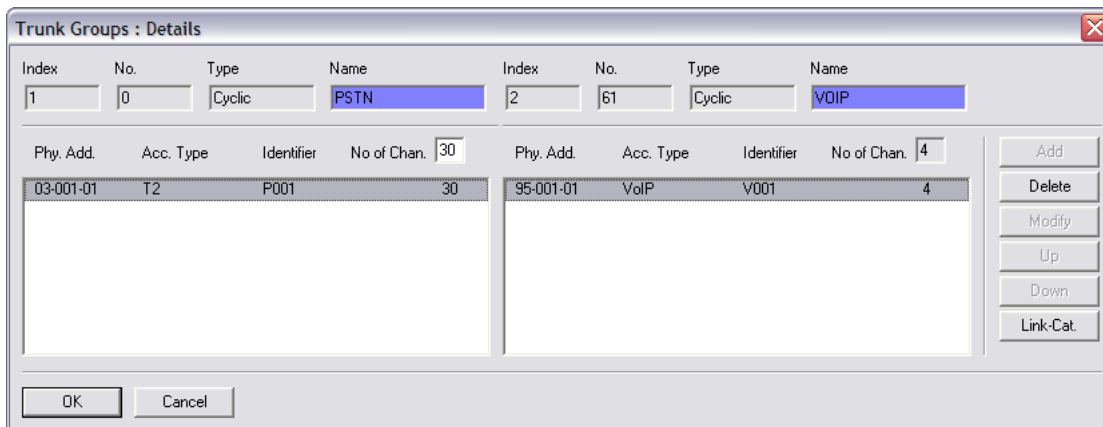 Trunk Groups : Details
Index No. Type Name Index No. Type Name
1 0 Cyclic PSTN 2 61 Cyclic VOIP
Phy. Add. Acc. Type Identifier No of Chan. 30 Phy. Add. Acc. Type Identifier No of Chan. 4 Add
03-001-01 T2 P001 30 95-001-01 VoIP V001 4 Delete
Modify
Up
Down
Link-Cat.
OK Cancel